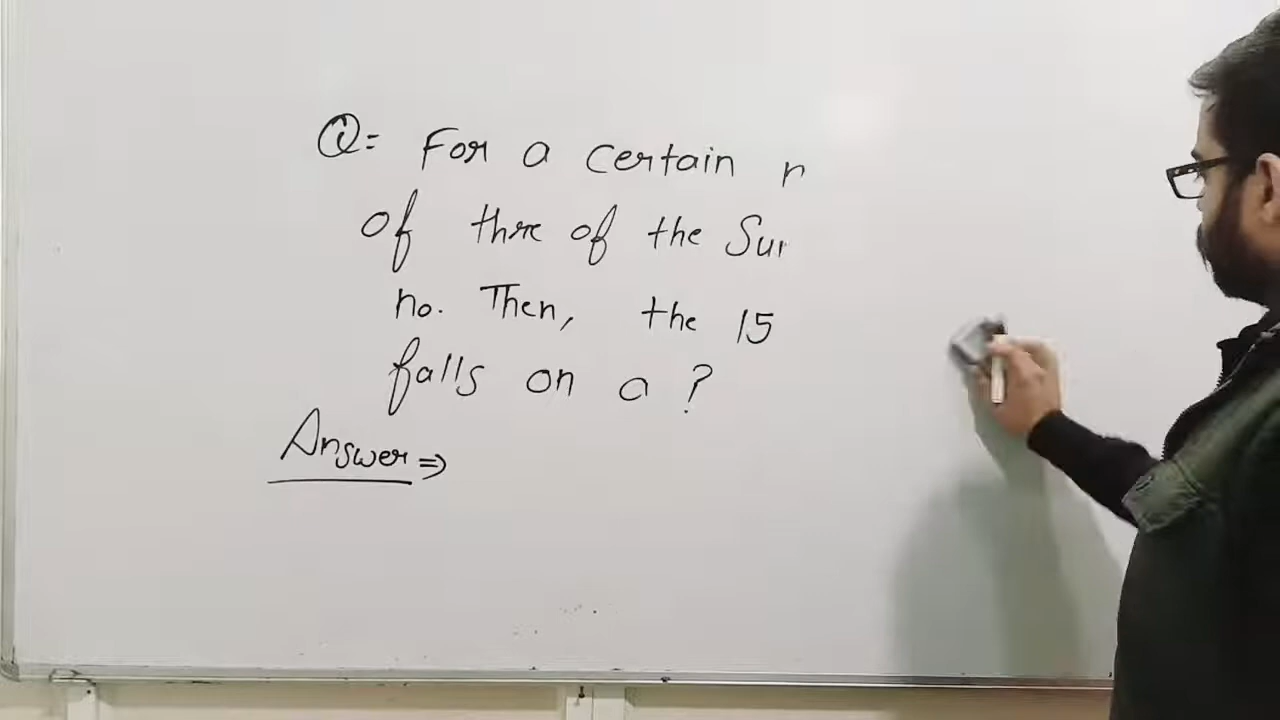 Q= For a certain
of thre of the
no. Then, the 15
falls on a ?
Answer ⇒